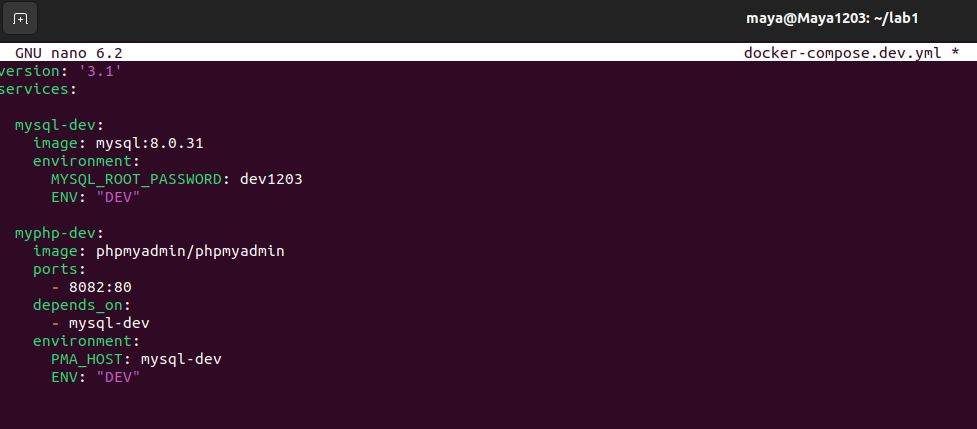 maya@Maya1203: ~/lab1
GNU nano 6.2 docker-compose.dev.yml *
version: '3.1'
services:

  mysql-dev:
    image: mysql:8.0.31
    environment:
      MYSQL_ROOT_PASSWORD: dev1203
      ENV: "DEV"

  myphp-dev:
    image: phpmyadmin/phpmyadmin
    ports:
      - 8082:80
    depends_on:
      - mysql-dev
    environment:
      PMA_HOST: mysql-dev
      ENV: "DEV"